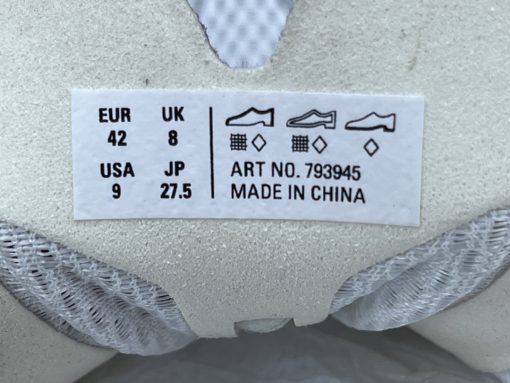 EUR UK
42 8
USA JP
9 27.5
ART NO. 793945
MADE IN CHINA